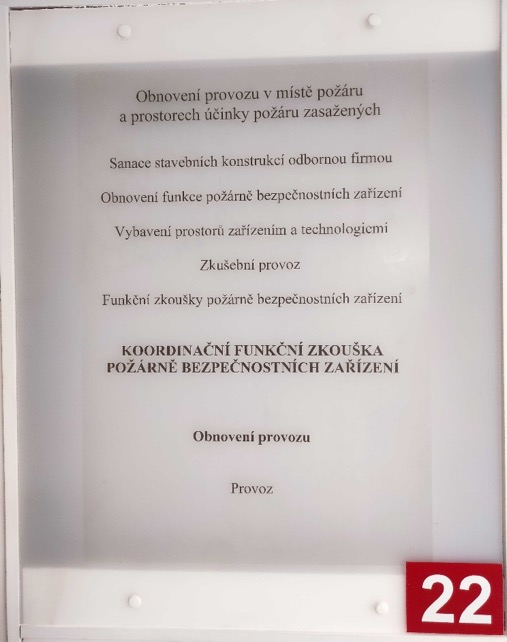 Obnovení provozu v místě požáru
a prostorech účinky požáru zasažených
Sanace stavebních konstrukcí odbornou firmou
Obnovení funkce požárně bezpečnostních zařízení
Vybavení prostorů zařízením a technologiemi
Zkušební provoz
Funkční zkoušky požárně bezpečnostních zařízení
KOORDINAČNÍ FUNKČNÍ ZKOUŠKA
POŽÁRNĚ BEZPEČNOSTNÍCH ZAŘÍZENÍ
Obnovení provozu
Provoz
22